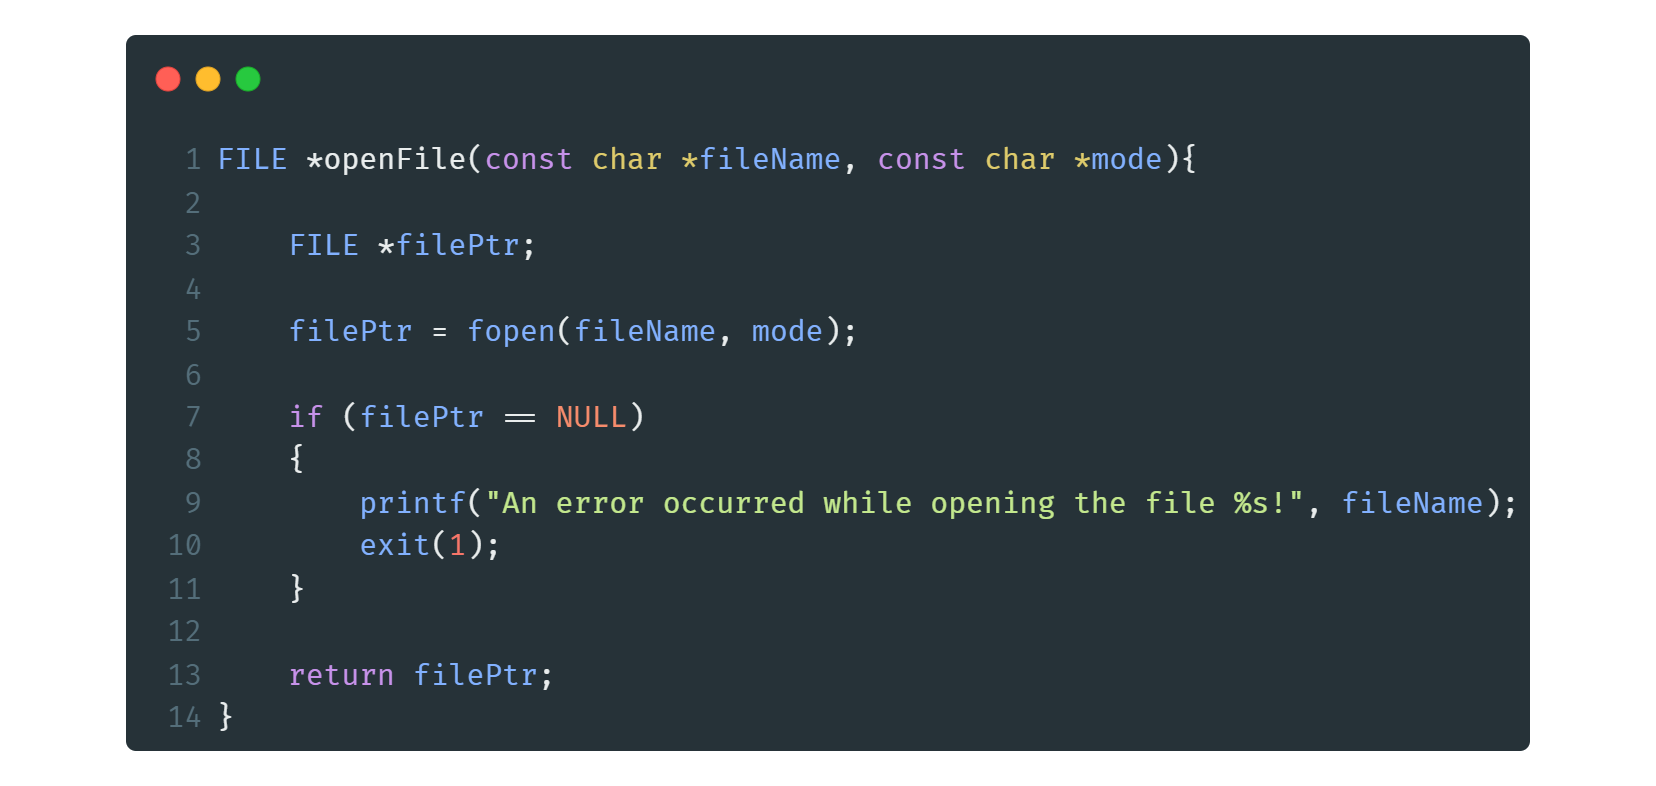 1 FILE *openFile(const char *fileName, const char *mode){
2
3     FILE *filePtr;
4
5     filePtr = fopen(fileName, mode);
6
7     if (filePtr == NULL)
8     {
9         printf("An error occurred while opening the file %s!", fileName);
10         exit(1);
11     }
12
13     return filePtr;
14 }